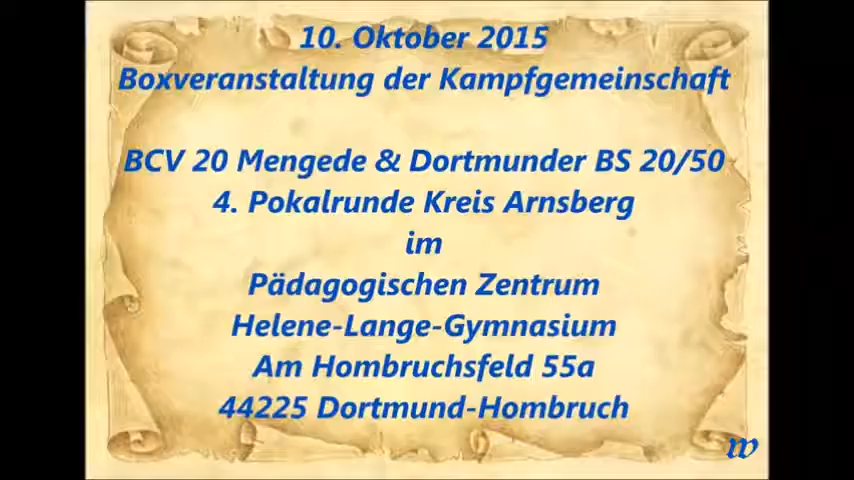 10. Oktober 2015
Boxveranstaltung der Kampfgemeinschaft
BCV 20 Mengede & Dortmunder BS 20/50
4. Pokalrunde Kreis Arnsberg
im
Pädagogischen Zentrum
Helene-Lange-Gymnasium
Am Hombruchsfeld 55a
44225 Dortmund-Hombruch
w